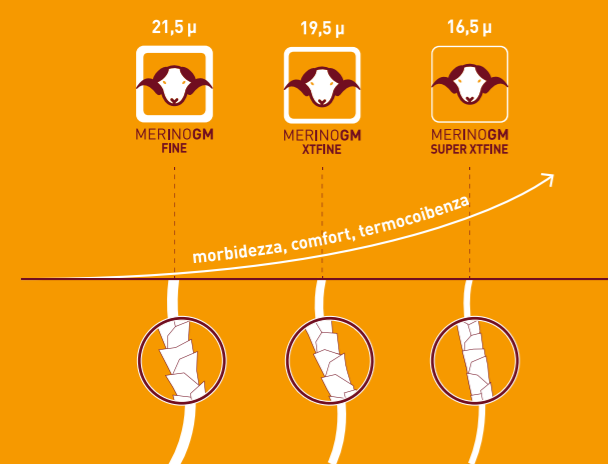 21,5 µ
19,5 µ
16,5 µ
MERINOGM
FINE
MERINOGM
XTFINE
MERINOGM
SUPER XTFINE
morbidezza, comfort, termocoibenza